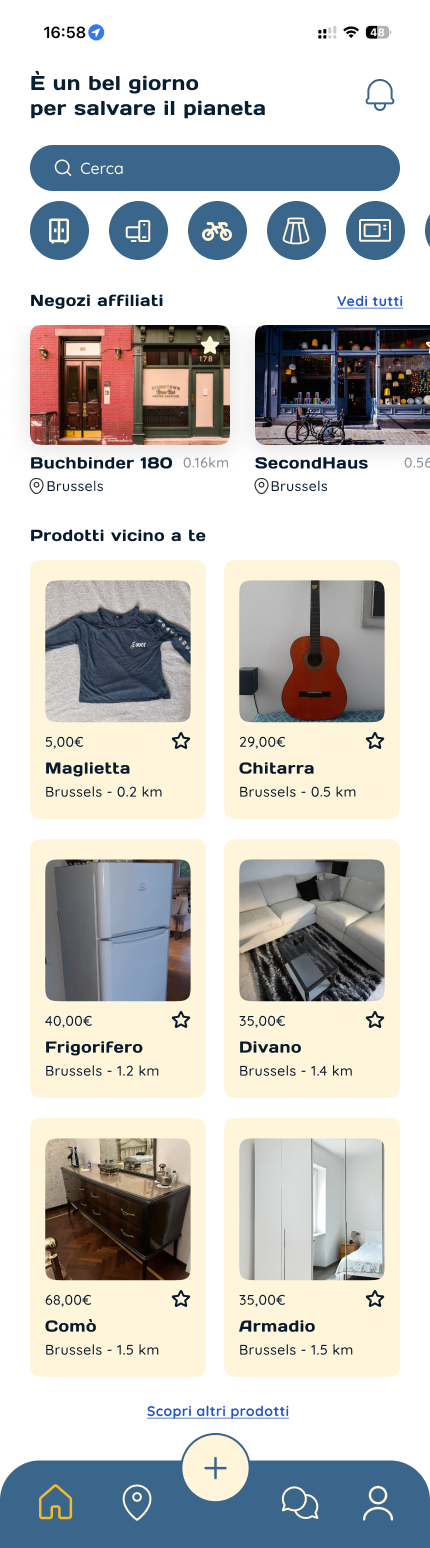 16:58
48
È un bel giorno
per salvare il pianeta
Cerca
Negozi affiliati
Vedi tutti
180
178
Buchbinder 180
0.16km
SecondHaus
0.56
Brussels
Brussels
Prodotti vicino a te
Lover
5,00€
29,00€
Maglietta
Chitarra
Brussels - 0.2 km
Brussels - 0.5 km
40,00€
35,00€
Frigorifero
Divano
Brussels - 1.2 km
Brussels - 1.4 km
68,00€
35,00€
Comò
Armadio
Brussels - 1.5 km
Brussels - 1.5 km
Scopri altri prodotti